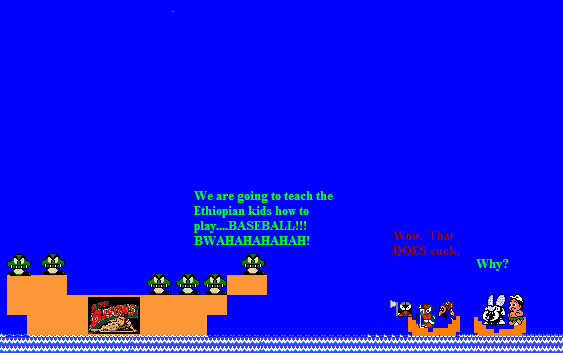 We are going to teach the
Ethiopian kids how to
play....BASEBALL!!!
BWAHAHAHAHAH!
Wow. That
DOES suck.
Why?